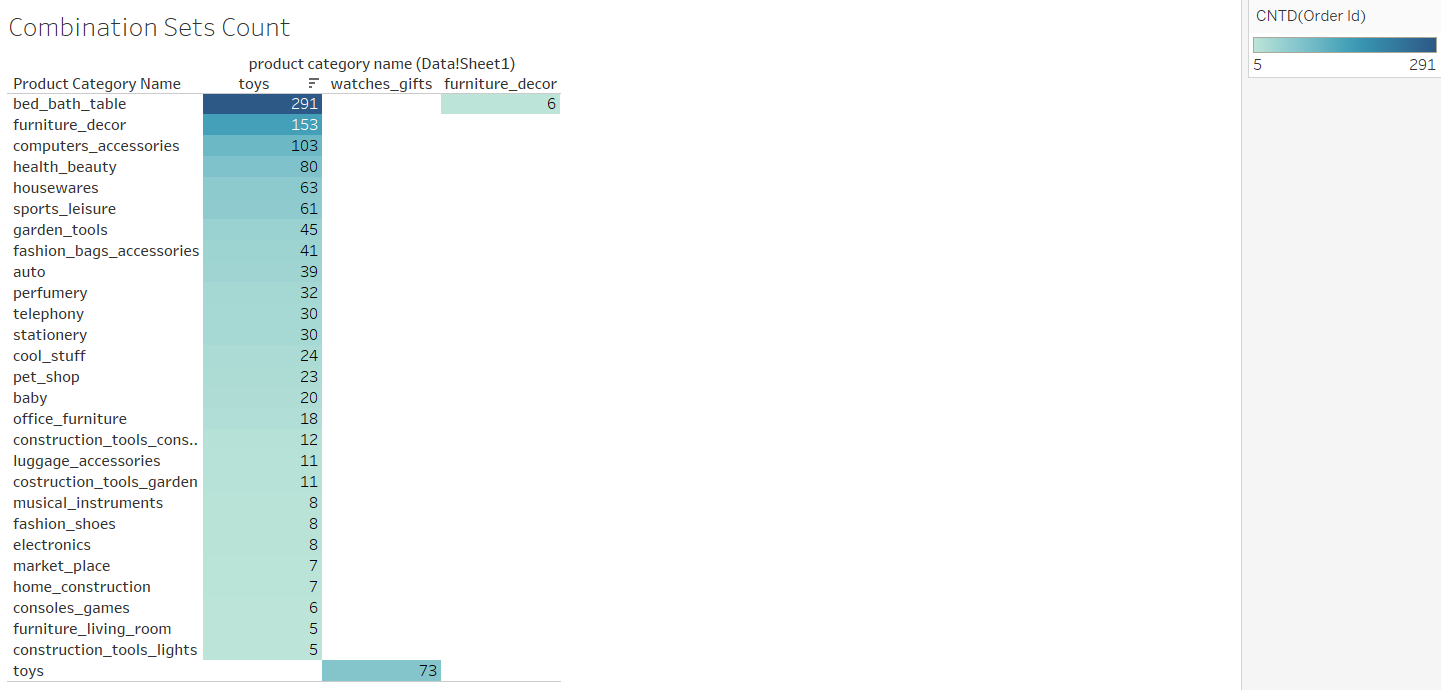 Combination Sets Count
CNTD(Order Id)
5 291
product category name (Data!Sheet1)
Product Category Name toys watches_gifts furniture_decor
bed_bath_table 291 6
furniture_decor 153
computers_accessories 103
health_beauty 80
housewares 63
sports_leisure 61
garden_tools 45
fashion_bags_accessories 41
auto 39
perfumery 32
telephony 30
stationery 30
cool_stuff 24
pet_shop 23
baby 20
office_furniture 18
construction_tools_cons.. 12
luggage_accessories 11
costruction_tools_garden 11
musical_instruments 8
fashion_shoes 8
electronics 8
market_place 7
home_construction 7
consoles_games 6
furniture_living_room 5
construction_tools_lights 5
toys 73